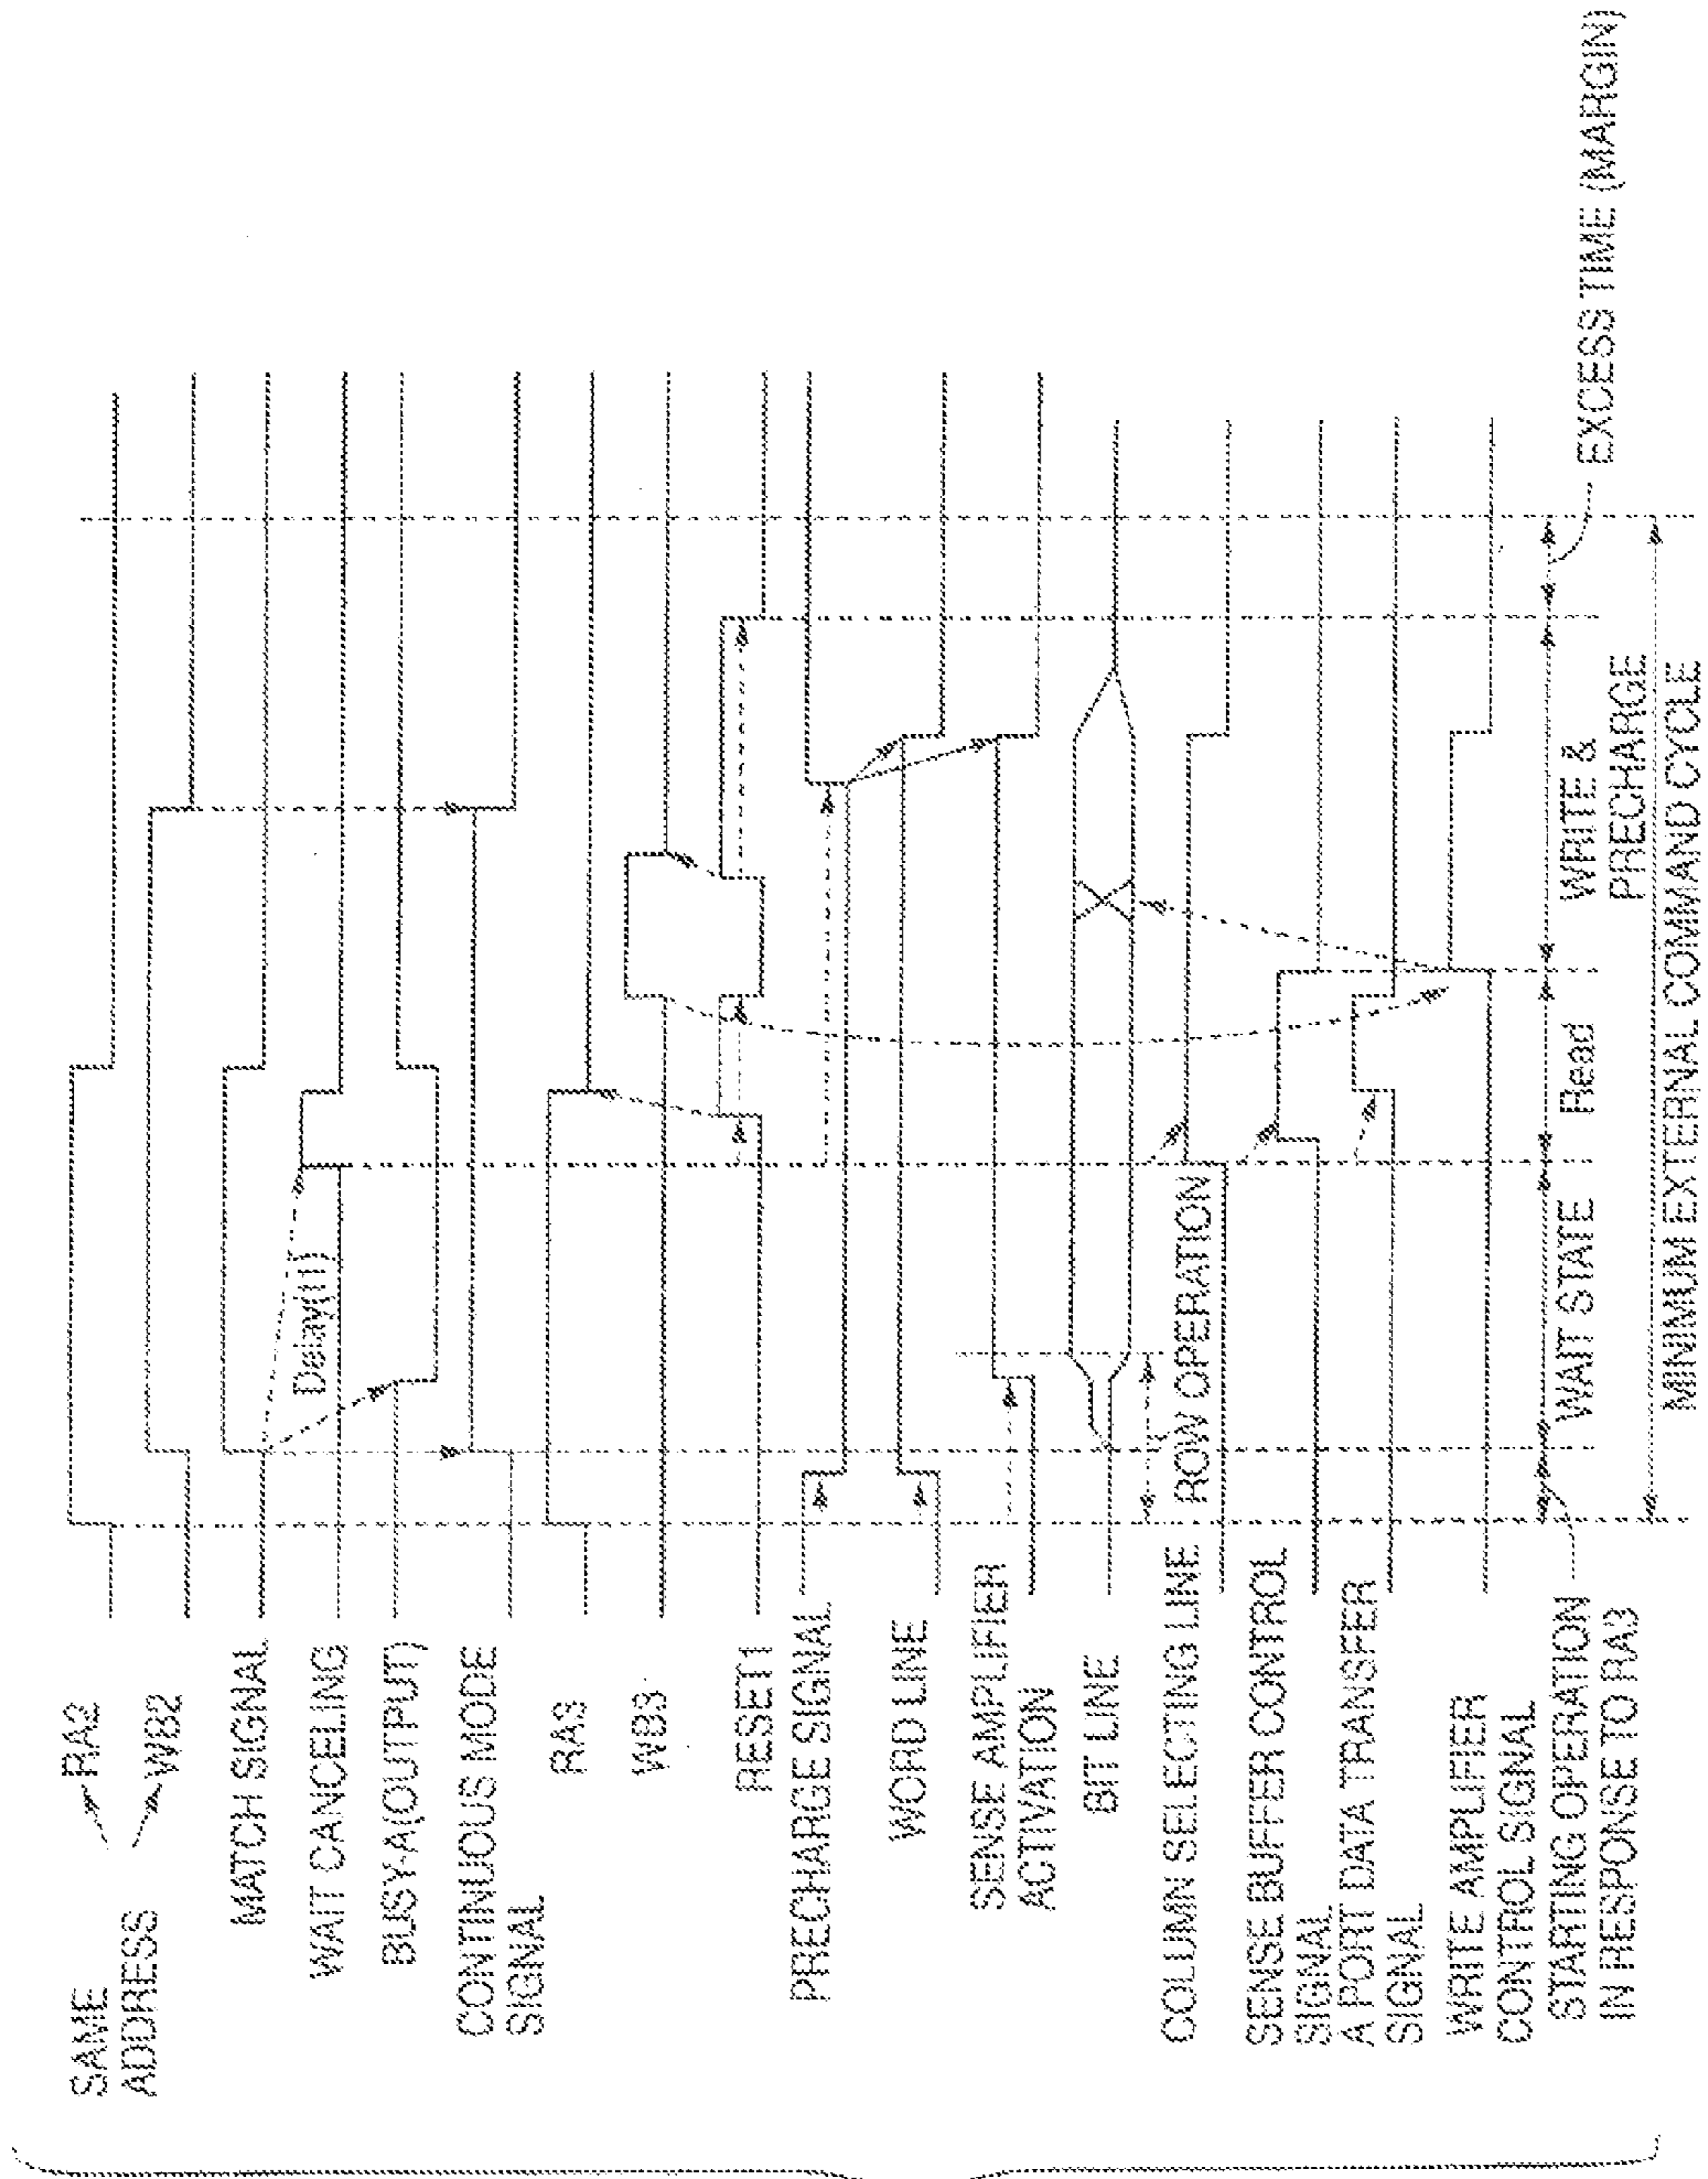 SAME
ADDRESS
RA2
WB2
MATCH SIGNAL
WAIT CANCELING
BUSY-A(OUTPUT)
CONTINUOUS MODE
SIGNAL
RA3
WB3
RESET1
PRECHARGE SIGNAL
WORD LINE
SENSE AMPLIFIER
ACTIVATION
BIT LINE
COLUMN SELECTING LINE
SENSE BUFFER CONTROL
SIGNAL
A PORT DATA TRANSFER
SIGNAL
WRITE AMPLIFIER
CONTROL SIGNAL
STARTING OPERATION
IN RESPONSE TO RA3
Delay(t1)
ROW OPERATION
WAIT STATE
Read
WRITE &
PRECHARGE
MINIMUM EXTERNAL COMMAND CYCLE
EXCESS TIME (MARGIN)